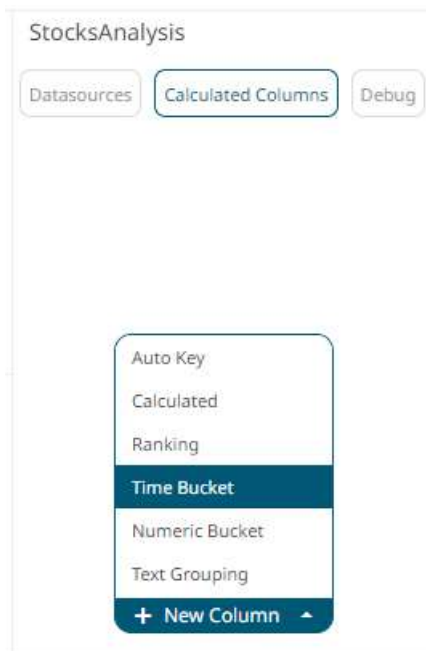 StocksAnalysis
Datasources Calculated Columns Debug
Auto Key
Calculated
Ranking
Time Bucket
Numeric Bucket
Text Grouping
+ New Column